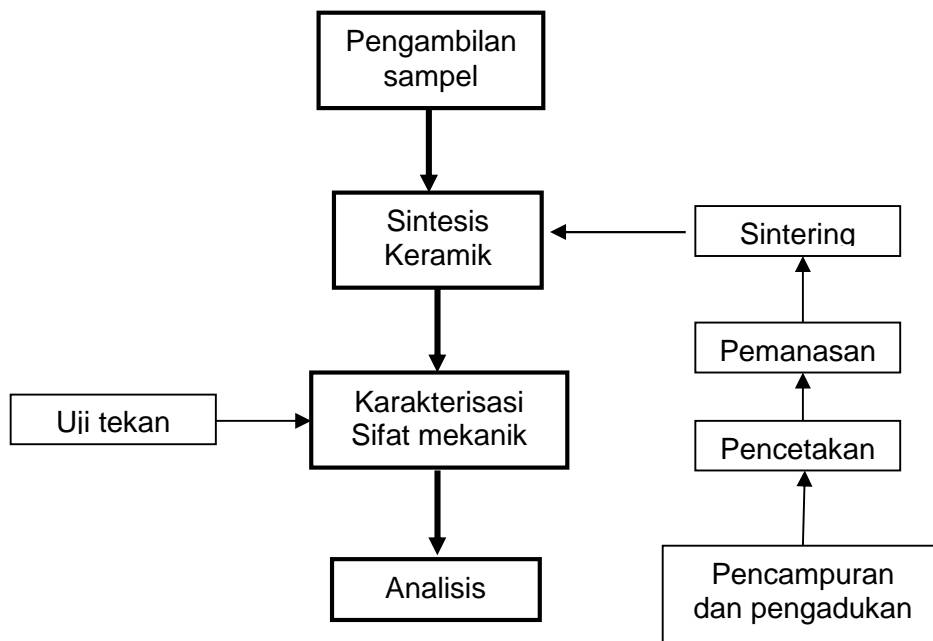 Pengambilan
sampel
Sintesis
Keramik
Sintering
Pemanasan
Karakterisasi
Sifat mekanik
Uji tekan
Pencetakan
Analisis
Pencampuran
dan pengadukan